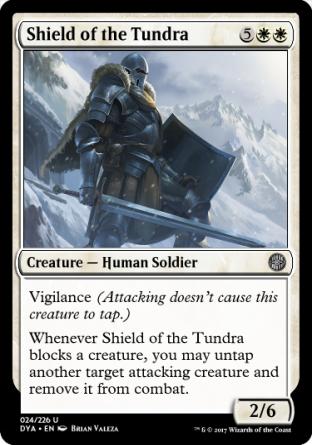 Shield of the Tundra 5
Creature — Human Soldier
Vigilance (Attacking doesn't cause this
creature to tap.)
Whenever Shield of the Tundra
blocks a creature, you may untap
another target attacking creature and
remove it from combat.
2/6
024/226 U
DYA • EN Brian Valeza
™ & © 2017 Wizards of the Coast